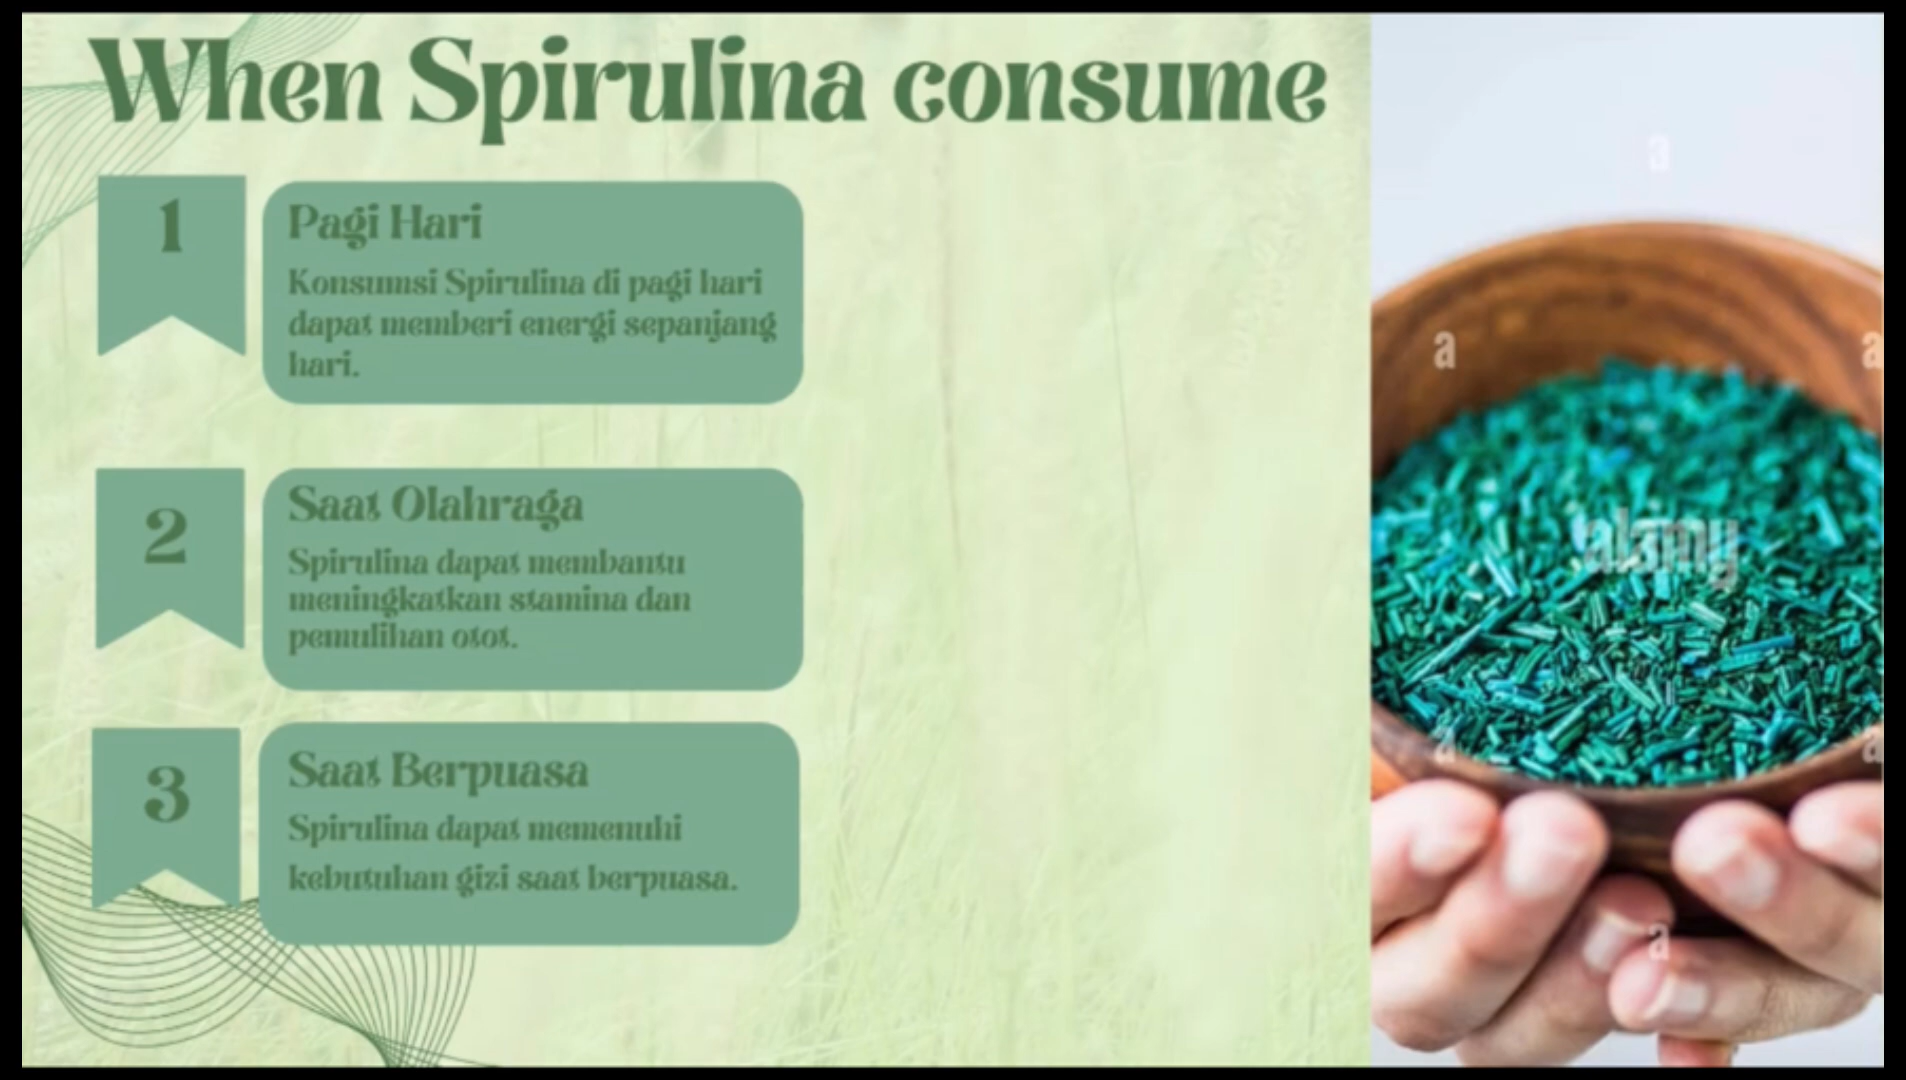 When Spirulina consume
1
Pagi Hari
Konsumsi Spirulina di pagi hari
dapat memberi energi sepanjang
hari.
2
Saat Olahraga
Spirulina dapat membantu
meningkatkan stamina dan
pemulihan otot.
3
Saat Berpuasa
Spirulina dapat memenuhi
kebutuhan gizi saat berpuasa.
a
a
a
alamy
a
a
a